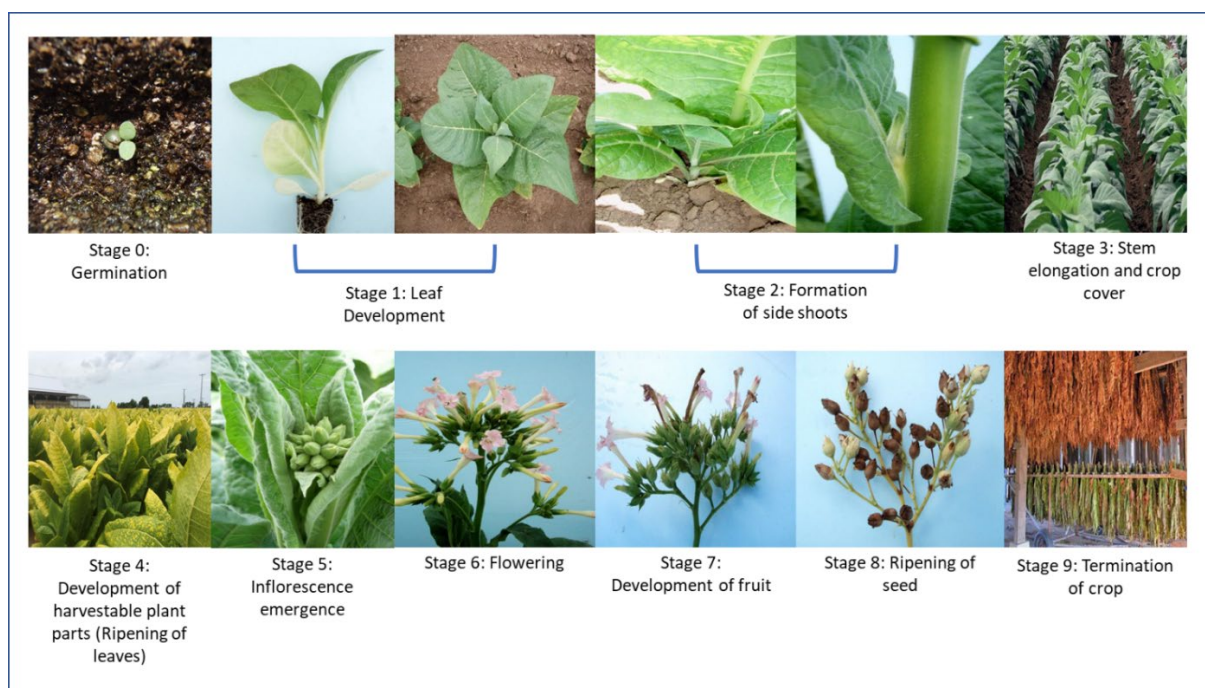 Stage 0:
Germination
Stage 1: Leaf
Development
Stage 2: Formation
of side shoots
Stage 3: Stem
elongation and crop
cover
Stage 4:
Development of
harvestable plant
parts (Ripening of
leaves)
Stage 5:
Inflorescence
emergence
Stage 6: Flowering
Stage 7:
Development of fruit
Stage 8: Ripening of
seed
Stage 9: Termination
of crop